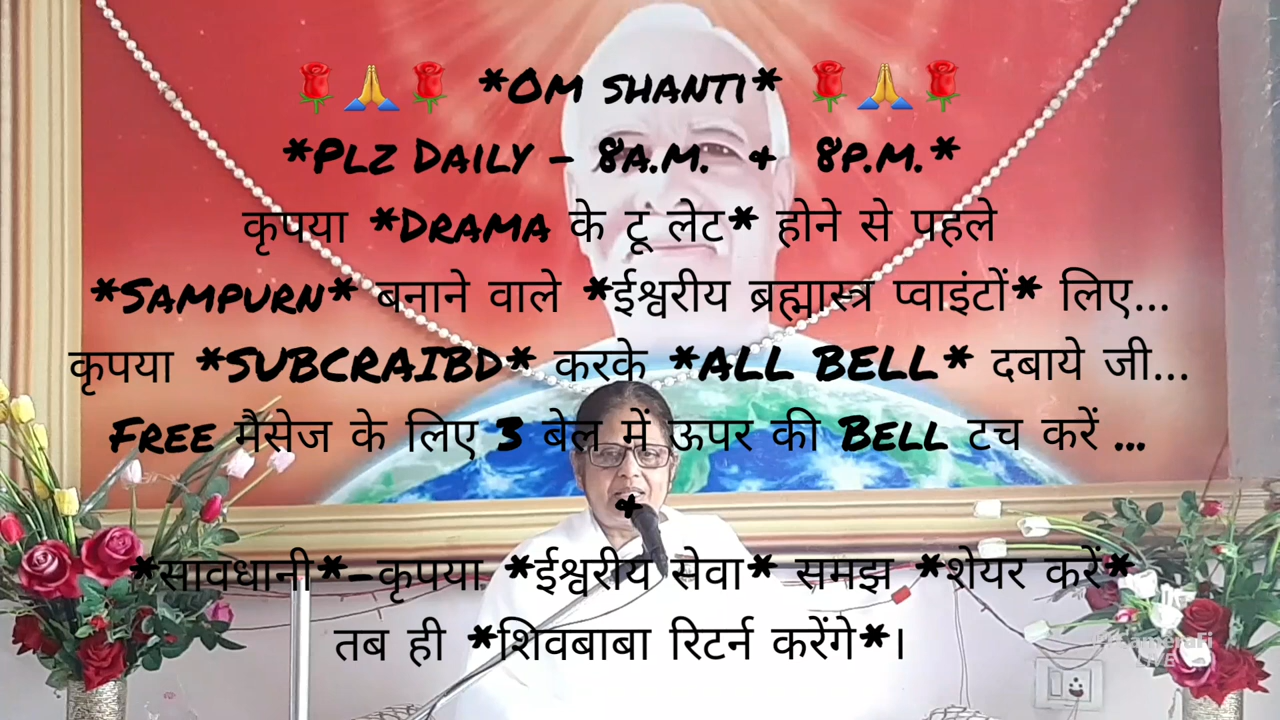 🌹🙏🌹 *Om shanti* 🌹🙏🌹
*Plz Daily - 8a.m. & 8p.m.*
कृपया *Drama के टू लेट* होने से पहले
*Sampurn* बनाने वाले *ईश्वरीय ब्रह्मास्त्र प्वाइंटों* लिए...
कृपया *SUBCRAIBD* करके *ALL BELL* दबाये जी...
Free मैसेज के लिए 3 बेल में ऊपर की Bell टच करें ...
&
*सावधानी*-कृपया *ईश्वरीय सेवा* समझ *शेयर करें*
तब ही *शिवबाबा रिटर्न करेंगे*।
LIVE